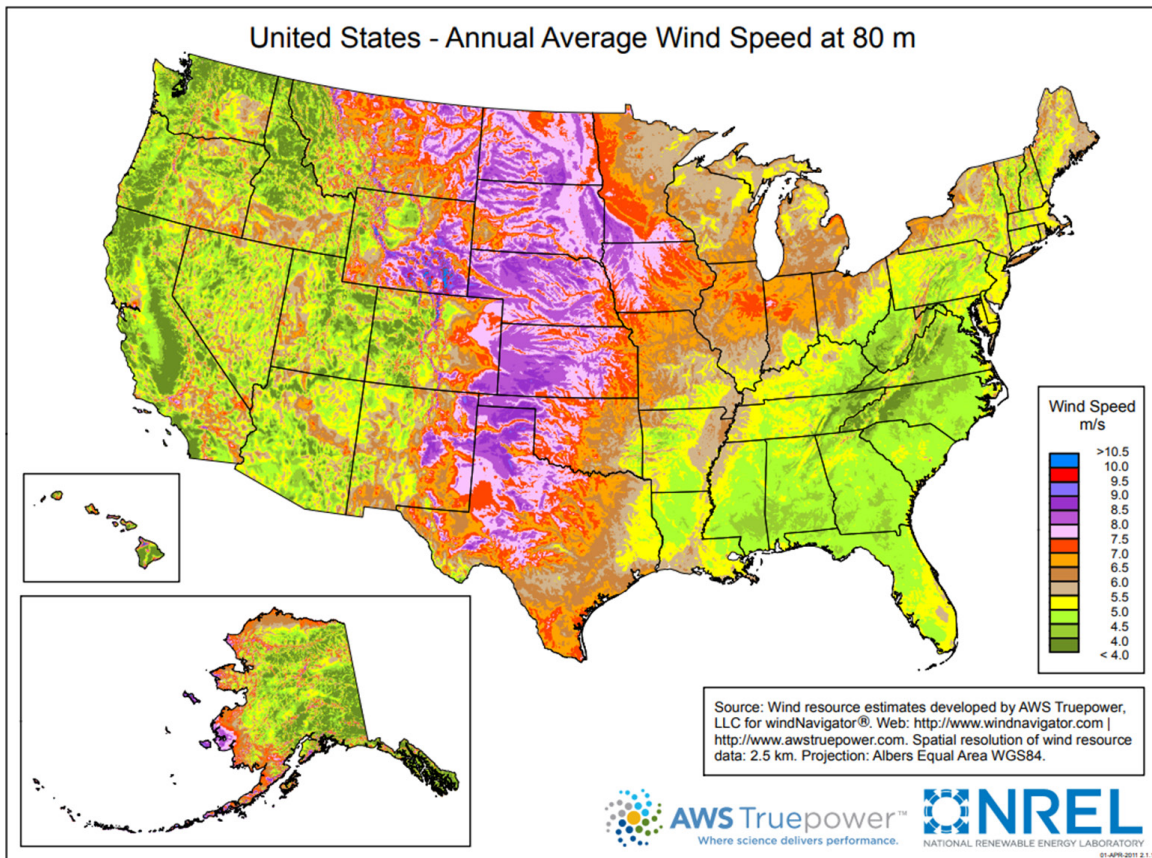 United States - Annual Average Wind Speed at 80 m
Wind Speed
m/s
>10.5
10.0
9.5
9.0
8.5
8.0
7.5
7.0
6.5
6.0
5.5
5.0
4.5
4.0
< 4.0
Source: Wind resource estimates developed by AWS Truepower,
LLC for windNavigator®. Web: http://www.windnavigator.com |
http://www.awstruepower.com. Spatial resolution of wind resource
data: 2.5 km. Projection: Albers Equal Area WGS84.
AWS Truepower™
Where science delivers performance.
NREL
NATIONAL RENEWABLE ENERGY LABORATORY